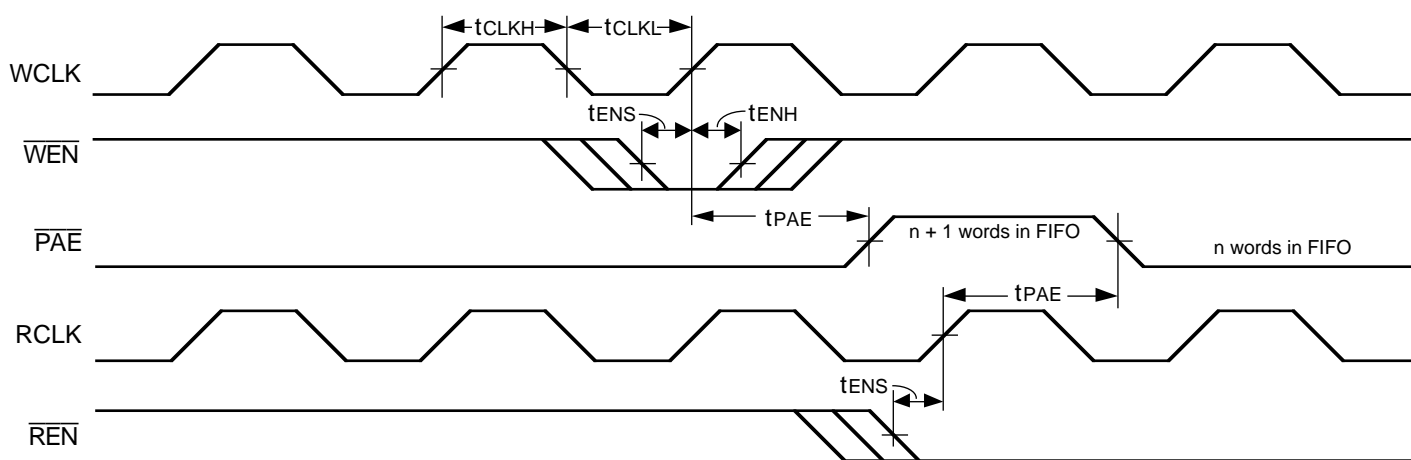 tCLKH
tCLKL
WCLK
tENS
tENH
WEN
tPAE
PAE
n + 1 words in FIFO
n words in FIFO
tPAE
RCLK
tENS
REN